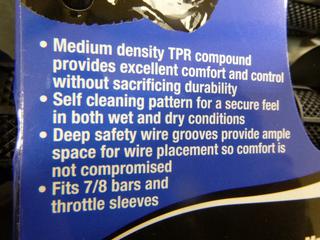 • Medium density TPR compound
provides excellent comfort and control
without sacrificing durability
• Self cleaning pattern for a secure feel
in both wet and dry conditions
• Deep safety wire grooves provide ample
space for wire placement so comfort is
not compromised
• Fits 7/8 bars and
throttle sleeves